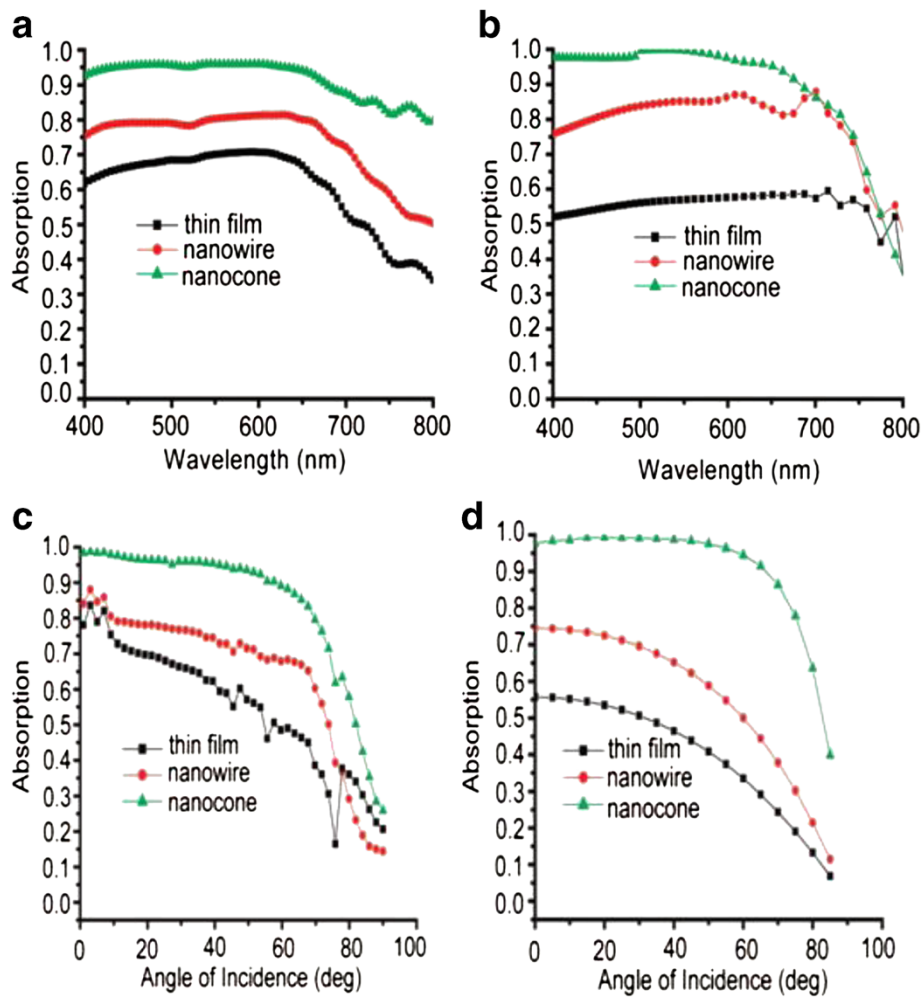 a
1.0
0.9
0.8
0.7
0.6
0.5
0.4
0.3
0.2
0.1
0.0
Absorption
thin film
nanowire
nanocone
400 500 600 700 800
Wavelength (nm)
b
1.0
0.9
0.8
0.7
0.6
0.5
0.4
0.3
0.2
0.1
0.0
Absorption
thin film
nanowire
nanocone
400 500 600 700 800
Wavelength (nm)
c
1.0
0.9
0.8
0.7
0.6
0.5
0.4
0.3
0.2
0.1
0.0
Absorption
thin film
nanowire
nanocone
0 20 40 60 80 100
Angle of Incidence (deg)
d
1.0
0.9
0.8
0.7
0.6
0.5
0.4
0.3
0.2
0.1
0.0
Absorption
thin film
nanowire
nanocone
0 20 40 60 80 100
Angle of Incidence (deg)